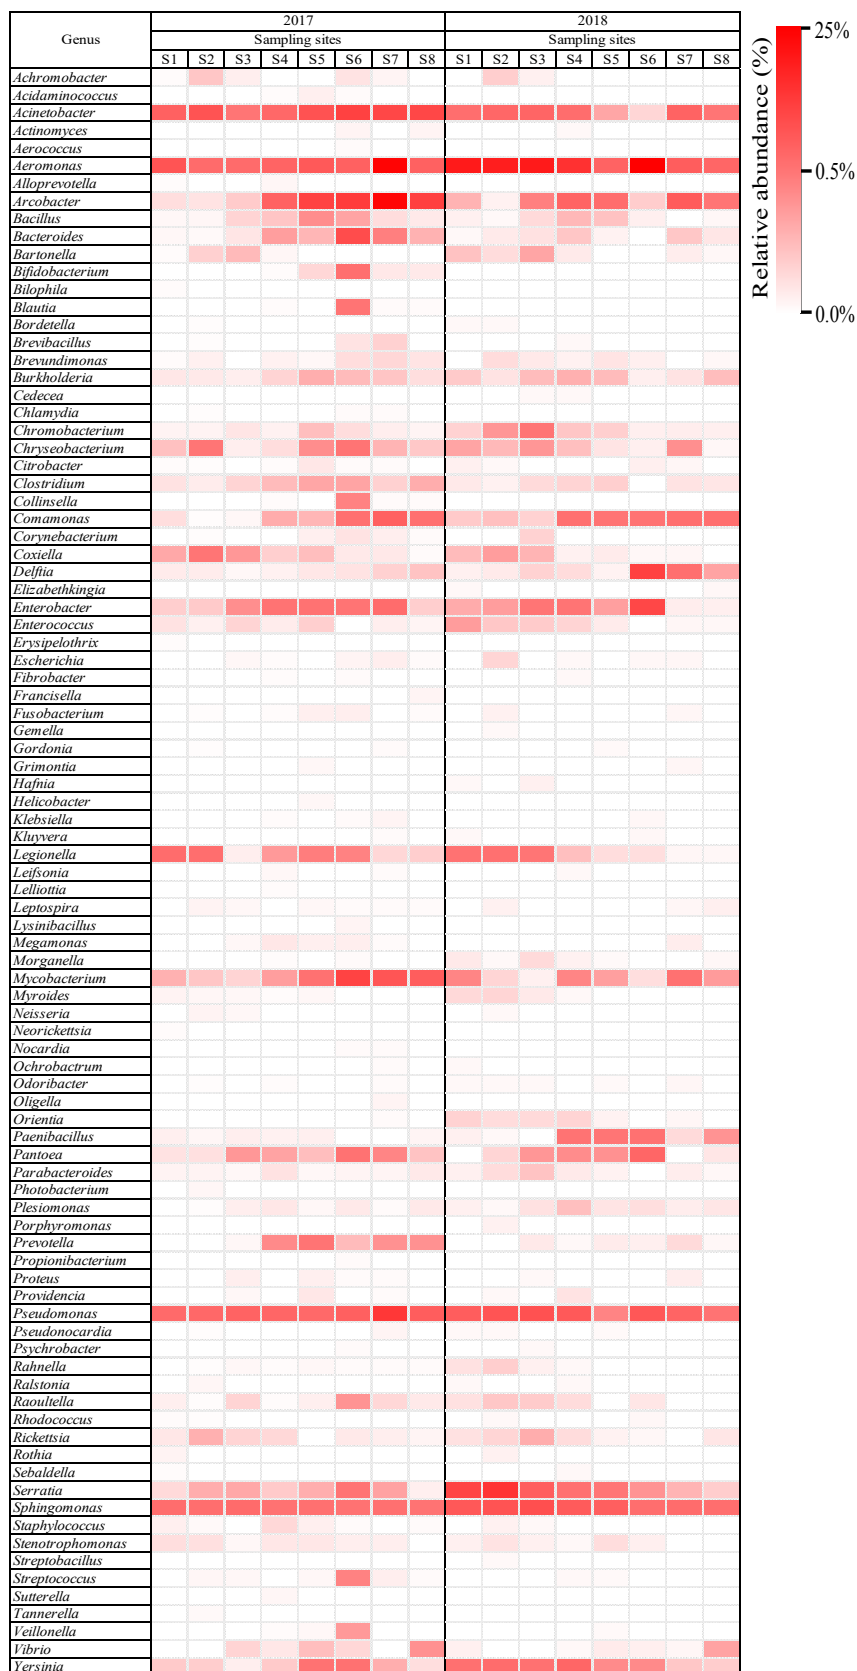 Genus
2017
2018
Sampling sites
Sampling sites
S1 S2 S3 S4 S5 S6 S7 S8 S1 S2 S3 S4 S5 S6 S7 S8
Achromobacter
Acidaminococcus
Acinetobacter
Actinomyces
Aerococcus
Aeromonas
Alloprevotella
Arcobacter
Bacillus
Bacteroides
Bartonella
Bifidobacterium
Bilophila
Blautia
Bordetella
Brevibacillus
Brevundimonas
Burkholderia
Cedecea
Chlamydia
Chromobacterium
Chryseobacterium
Citrobacter
Clostridium
Collinsella
Comamonas
Corynebacterium
Coxiella
Delftia
Elizabethkingia
Enterobacter
Enterococcus
Erysipelothrix
Escherichia
Fibrobacter
Francisella
Fusobacterium
Gemella
Gordonia
Grimontia
Hafnia
Helicobacter
Klebsiella
Kluyvera
Legionella
Leifsonia
Lelliottia
Leptospira
Lysinibacillus
Megamonas
Morganella
Mycobacterium
Myroides
Neisseria
Neorickettsia
Nocardia
Ochrobactrum
Odoribacter
Oligella
Orientia
Paenibacillus
Pantoea
Parabacteroides
Photobacterium
Plesiomonas
Porphyromonas
Prevotella
Propionibacterium
Proteus
Providencia
Pseudomonas
Pseudonocardia
Psychrobacter
Rahnella
Ralstonia
Raoultella
Rhodococcus
Rickettsia
Rothia
Sebaldella
Serratia
Sphingomonas
Staphylococcus
Stenotrophomonas
Streptobacillus
Streptococcus
Sutterella
Tannerella
Veillonella
Vibrio
Yersinia
Relative abundance (%)
25%
0.5%
0.0%